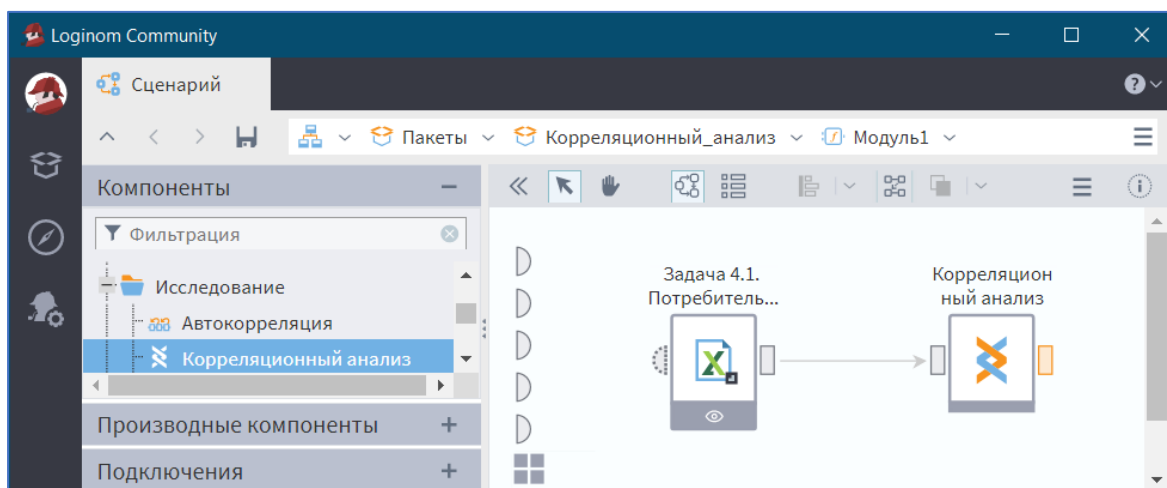 Loginom Community
Сценарий
Пакеты
Корреляционный_анализ
Модуль1
Компоненты
Фильтрация
Исследование
Автокорреляция
Корреляционный анализ
Производные компоненты
Подключения
Задача 4.1.
Потребитель...
Корреляцион
ный анализ